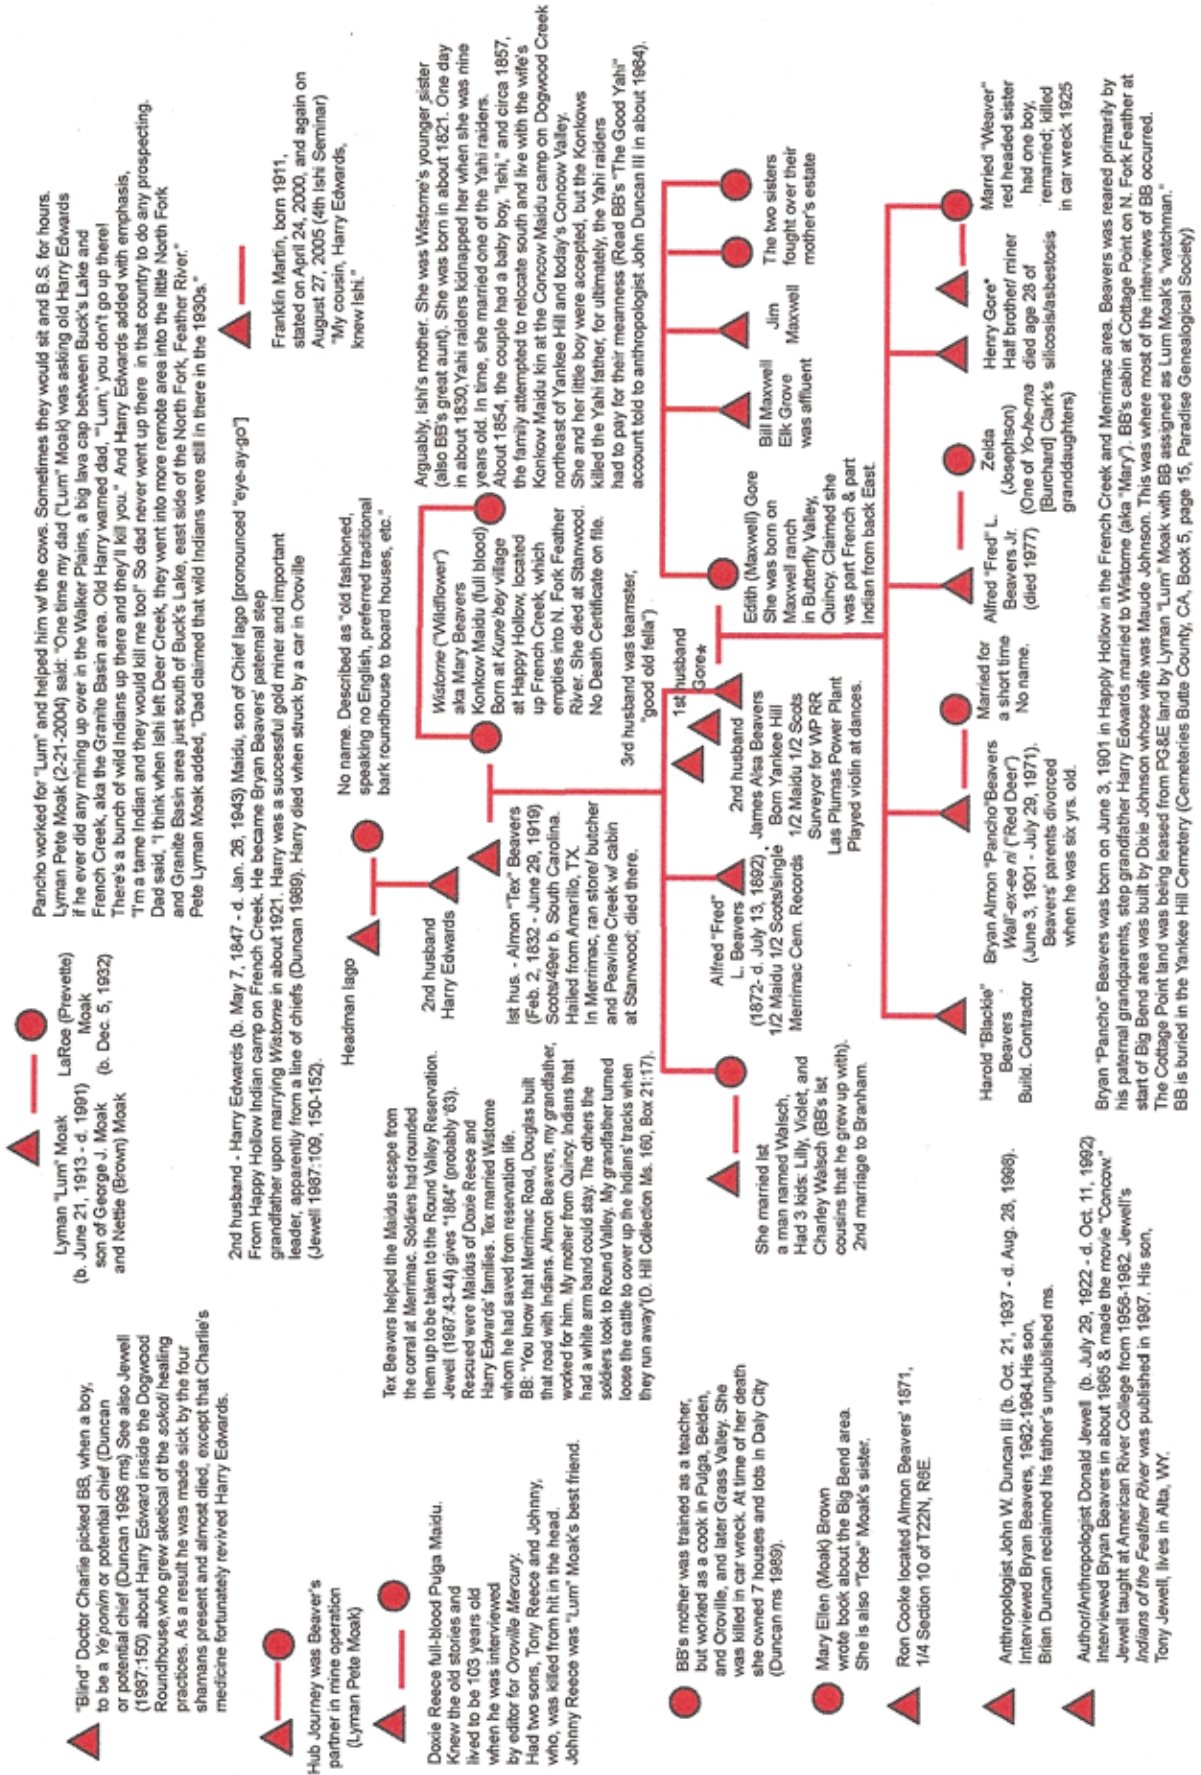 "Blind" Doctor Charlie picked BB, when a boy,
to be a Ye'ponim or potential chief (Duncan
or potential chief (Duncan 1998 ms) See also Jewell
(1987:150) about Harry Edward inside the Dogwood
Roundhouse,who grew sketical of the sokoti healing
practices. As a result he was made sick by the four
shamans present and almost died, except that Charlie's
medicine fortunately revived Harry Edwards.
Hub Journey was Beaver's
partner in mine operation
(Lyman Pete Moak)
Doxie Reece full-blood Pulga Maidu.
Knew the old stories and
lived to be 103 years old
when he was interviewed
by editor for Oroville Mercury.
Had two sons, Tony Reece and Johnny,
who, was killed from hit in the head.
Johnny Reece was "Lum" Moak's best friend.
BB's mother was trained as a teacher,
but worked as a cook in Pulga, Belden,
and Oroville, and later Grass Valley. She
was killed in car wreck. At time of her death
she owned 7 houses and lots in Daly City
(Duncan ms 1989).
Mary Ellen (Moak) Brown
wrote book about the Big Bend area.
She is also "Tobe" Moak's sister.
Ron Cooke located Almon Beavers' 1871,
1/4 Section 10 of T22N, R6E.
Anthropologist John W. Duncan III (b. Oct. 21, 1937 - d. Aug. 28, 1998).
Interviewed Bryan Beavers, 1962-1964.His son,
Brian Duncan reclaimed his father's unpublished ms.
Author/Anthropologist Donald Jewell (b. July 29, 1922 - d. Oct. 11, 1992)
Interviewed Bryan Beavers in about 1965 & made the movie "Concow."
Jewell taught at American River College from 1956-1982. Jewell's
Indians of the Feather River was published in 1987. His son,
Tony Jewell, lives in Alta, WY.
Lyman "Lum" Moak
(b. June 21, 1913 - d. 1991)
son of George J. Moak
and Nettie (Brown) Moak
LaRoe (Prevette)
Moak
(b. Dec. 5, 1932)
Pancho worked for "Lum" and helped him w/ the cows. Sometimes they would sit and B.S. for hours.
Lyman Pete Moak (2-21-2004) said: "One time my dad ("Lum" Moak) was asking old Harry Edwards
if he ever did any mining up over in the Walker Plains, a big lava cap between Buck's Lake and
French Creek, aka the Granite Basin area. Old Harry warned dad, "'Lum,' you don't go up there!
There's a bunch of wild Indians up there and they'll kill you." And Harry Edwards added with emphasis,
"I'm a tame Indian and they would kill me too!" So dad never went up there in that country to do any prospecting.
Dad said, "I think when Ishi left Deer Creek, they went into more remote area into the little North Fork
and Granite Basin area just south of Buck's Lake, east side of the North Fork, Feather River."
Pete Lyman Moak added, "Dad claimed that wild Indians were still in there in the 1930s."
2nd husband - Harry Edwards (b. May 7, 1847 - d. Jan. 26, 1943) Maidu, son of Chief Iago [pronounced "eye-ay-go"]
From Happy Hollow Indian camp on French Creek. He became Bryan Beavers' paternal step
grandfather upon marrying Wistome in about 1921. Harry was a successful gold miner and important
leader, apparently from a line of chiefs (Duncan 1989). Harry died when struck by a car in Oroville
(Jewell 1987:109, 150-152).
Franklin Martin, born 1911,
stated on April 24, 2000, and again on
August 27, 2005 (4th Ishi Seminar)
"My cousin, Harry Edwards,
knew Ishi."
Headman Iago
No name. Described as "old fashioned,
speaking no English, preferred traditional
bark roundhouse to board houses, etc."
2nd husband
Harry Edwards
Tex Beavers helped the Maidus escape from
the corral at Merrimac. Soldiers had rounded
them up to be taken to the Round Valley Reservation.
Jewell (1987:43-44) gives "1864" (probably '63).
Rescued were Maidus of Doxie Reece and
Harry Edwards' families. Tex married Wistome
whom he had saved from reservation life.
BB: "You know that Merrimac Road, Douglas built
that road with Indians. Almon Beavers, my grandfather,
worked for him. My mother from Quincy. Indians that
had a while arm band could stay. The others the
soldiers took to Round Valley. My grandfather turned
loose the cattle to cover up the Indians' tracks when
they run away"(D. Hill Collection Ms. 160, Box 21:17).
Ist hus. - Almon "Tex" Beavers
(Feb. 2, 1832 - June 29, 1919)
Scots/49er b. South Carolina.
Hailed from Amarillo, TX.
In Merrimac, ran store/ butcher
and Peavine Creek w/ cabin
at Stanwood; died there.
Wistome ("Wildflower")
aka Mary Beavers
Konkow Maidu (full blood)
Born at Kune'bey village
at Happy Hollow, located
up French Creek, which
empties into N. Fork Feather
River. She died at Stanwood.
No Death Certificate on file.
Arguably, Ishi's mother. She was Wistome's younger sister
(also BB's great aunt). She was born in about 1821. One day
in about 1830,Yahi raiders kidnapped her when she was nine
years old. In time, she married one of the Yahi raiders.
About 1854, the couple had a baby boy, "Ishi," and circa 1857,
the family attempted to relocate south and live with the wife's
Konkow Maidu kin at the Concow Maidu camp on Dogwood Creek
northeast of Yankee Hill and today's Concow Valley.
She and her little boy were accepted, but the Konkows
killed the Yahi father, for ultimately, the Yahi raiders
had to pay for their meanness (Read BB's "The Good Yahi"
account told to anthropologist John Duncan III in about 1964).
3rd husband was teamster,
"good old fella")
1st husband
Gore*
She married Ist
a man named Walsch,
Had 3 kids: Lilly, Violet, and
Charley Walsch (BB's Ist
cousins that he grew up with).
2nd marriage to Branham.
Alfred "Fred"
L. Beavers
(1872- d. July 13, 1892)
1/2 Maidu 1/2 Scots/single
Merrimac Cem. Records
2nd husband
James Alsa Beavers
Born Yankee Hill
1/2 Maidu 1/2 Scots
Surveyor for WP RR
Las Plumas Power Plant
Played violin at dances.
Edith (Maxwell) Gore
She was born on
Maxwell ranch
in Butterfly Valley,
Quincy. Claimed she
was part French & part
Indian from back East.
Bill Maxwell
Elk Grove
was affluent
Jim
Maxwell
The two sisters
fought over their
mother's estate
Harold "Blackie"
Beavers
Build. Contractor
Bryan Almon "Pancho"Beavers
Wall'-ex-ee ni ("Red Deer")
(June 3, 1901 - July 29, 1971).
Beavers' parents divorced
when he was six yrs. old.
Married for
a short time
No name.
Alfred "Fred" L.
Beavers Jr.
(died 1977)
Zelda
(Josephson)
(One of Yo-he-ma
[Burchard] Clark's
granddaughters)
Henry Gore*
Half brother/ miner
died age 28 of
silicosis/asbestosis
Married "Weaver"
red headed sister
had one boy,
remarried; killed
in car wreck 1925
Bryan "Pancho" Beavers was born on June 3, 1901 in Happly Hollow in the French Creek and Merrimac area. Beavers was reared primarily by
his paternal grandparents, step grandfather Harry Edwards married to Wistome (aka "Mary"). BB's cabin at Cottage Point on N. Fork Feather at
start of Big Bend area was built by Dixie Johnson whose wife was Maude Johnson. This was where most of the interviews of BB occurred.
The Cottage Point land was being leased from PG&E land by Lyman "Lum" Moak with BB assigned as Lum Moak's "watchman."
BB is buried in the Yankee Hill Cemetery (Cemeteries Butte County, CA, Book 5, page 15, Paradise Genealogical Society)